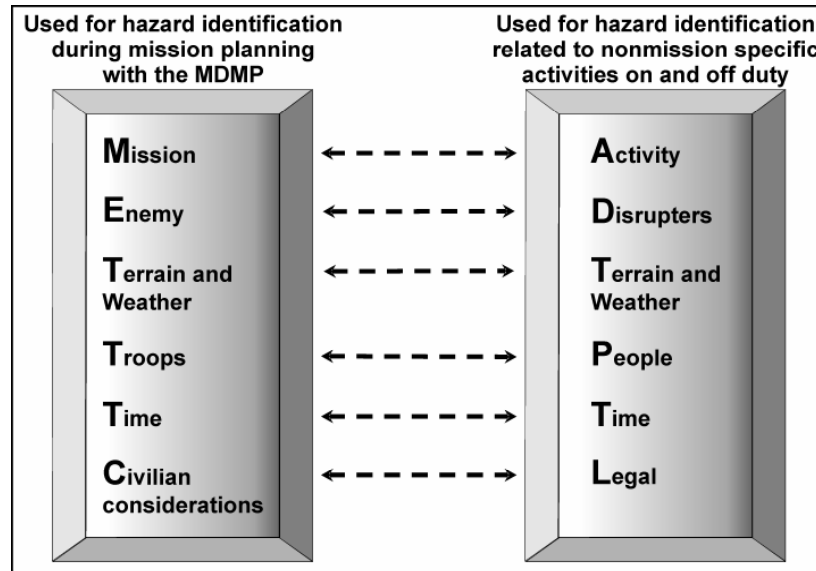 Used for hazard identification
during mission planning
with the MDMP
Used for hazard identification
related to nonmission specific
activities on and off duty
Mission
Enemy
Terrain and
Weather
Troops
Time
Civilian
considerations
Activity
Disrupters
Terrain and
Weather
People
Time
Legal